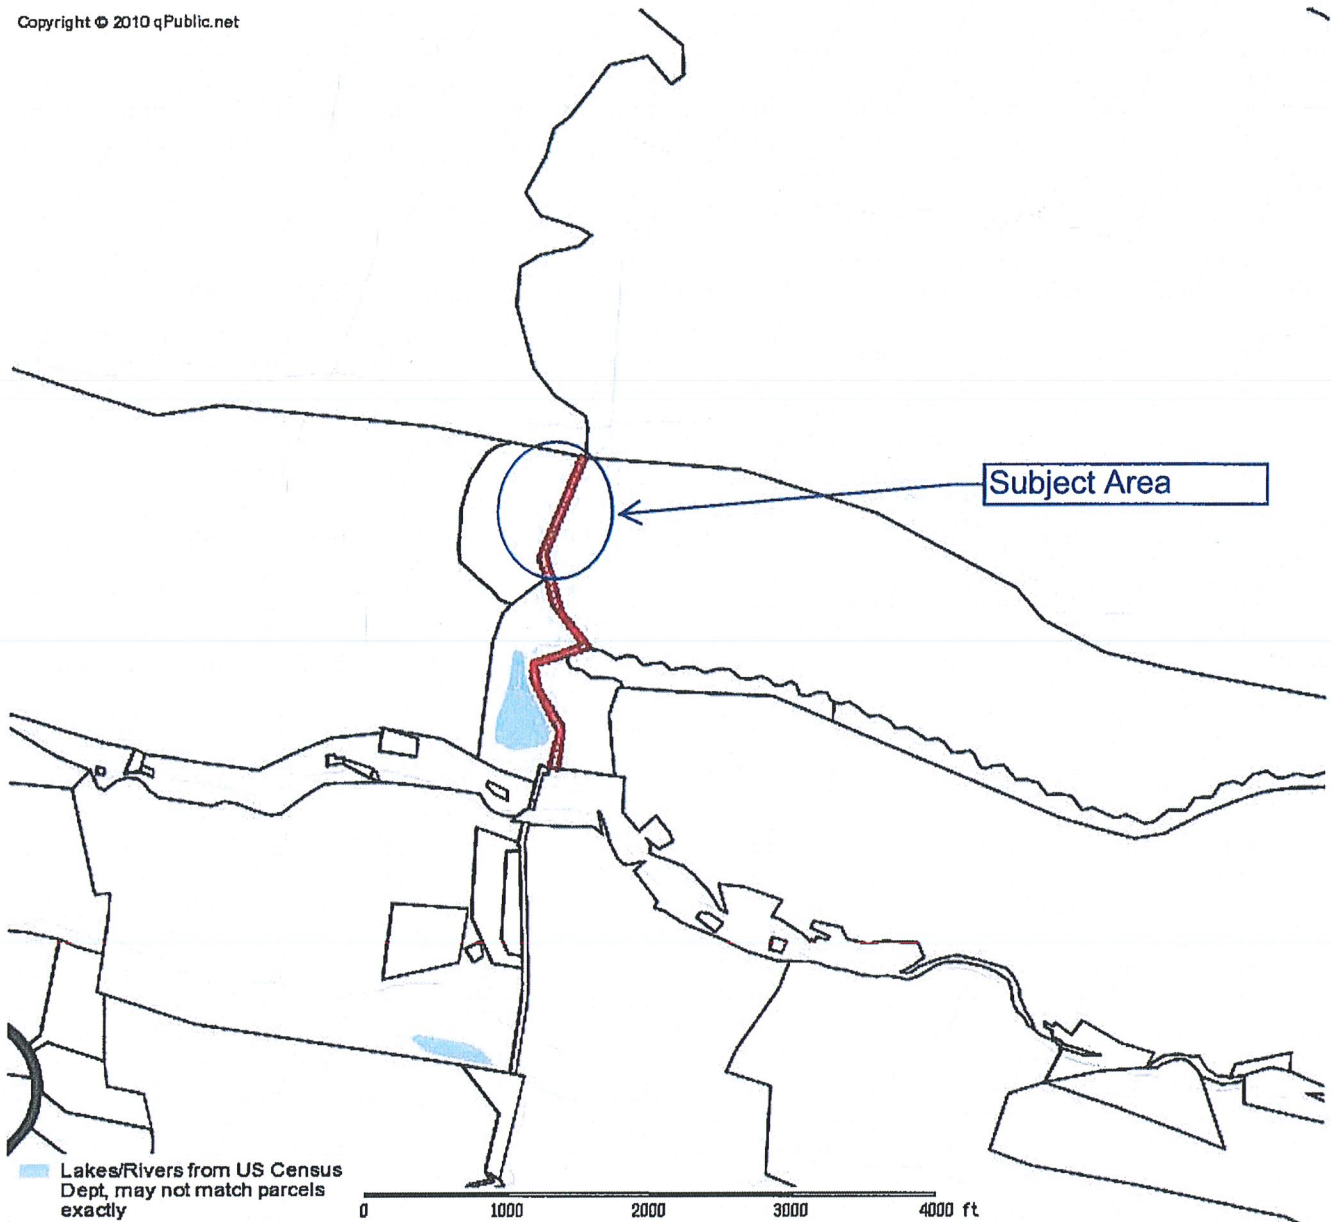 Copyright © 2010 qPublic.net
Subject Area
Lakes/Rivers from US Census
Dept, may not match parcels
exactly
0 1000 2000 3000 4000 ft